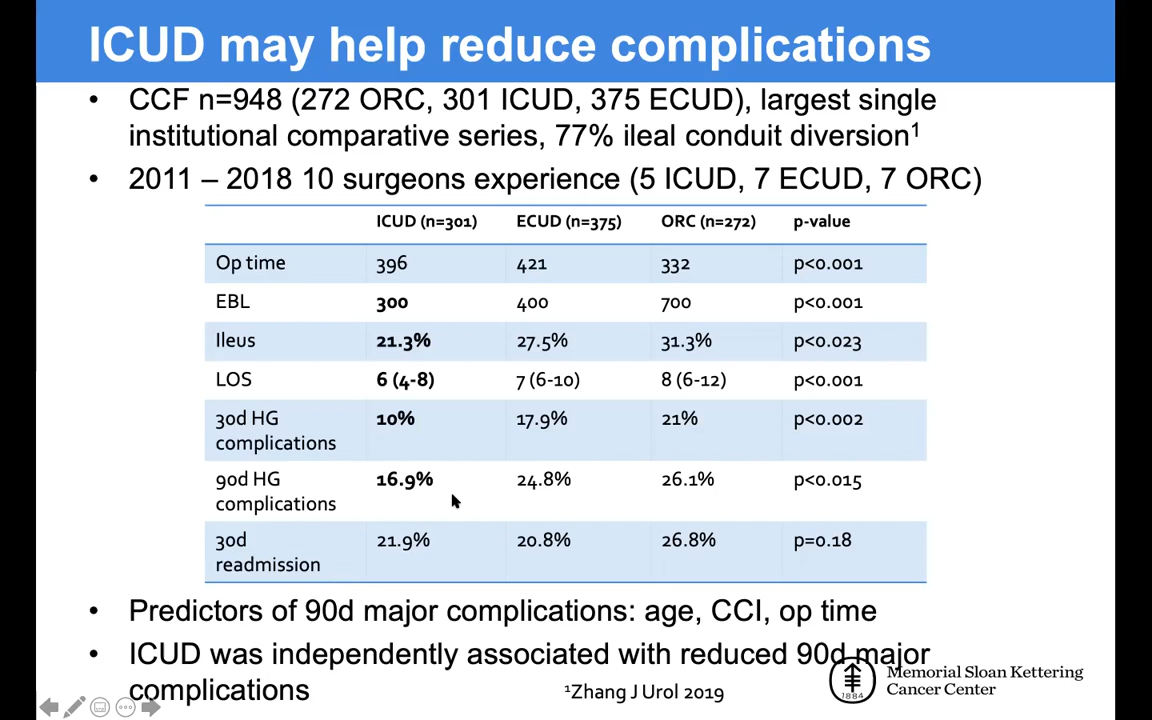 ICUD may help reduce complications
• CCF n=948 (272 ORC, 301 ICUD, 375 ECUD), largest single
institutional comparative series, 77% ileal conduit diversion¹
• 2011 – 2018 10 surgeons experience (5 ICUD, 7 ECUD, 7 ORC)
ICUD (n=301) ECUD (n=375) ORC (n=272) p-value
Op time 396 421 332 p<0.001
EBL 300 400 700 p<0.001
Ileus 21.3% 27.5% 31.3% p<0.023
LOS 6 (4-8) 7 (6-10) 8 (6-12) p<0.001
30d HG 10% 17.9% 21% p<0.002
complications
90d HG 16.9% 24.8% 26.1% p<0.015
complications
30d 21.9% 20.8% 26.8% p=0.18
readmission
• Predictors of 90d major complications: age, CCI, op time
• ICUD was independently associated with reduced 90d major
complications
¹Zhang J Urol 2019
1884
Memorial Sloan Kettering
Cancer Center